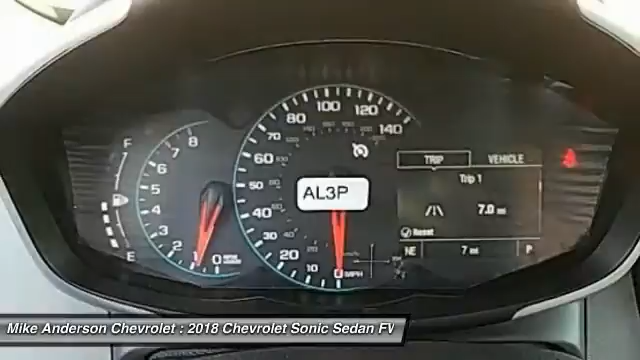 8
7
6
5
4
3
2
1
0
F
E
140
120
100
80
70
60
50
40
30
20
10
0
MPH
AL3P
TRIP VEHICLE
Trip 1
7.0 mi
Reset
NE 7 mi P
Mike Anderson Chevrolet : 2018 Chevrolet Sonic Sedan FV